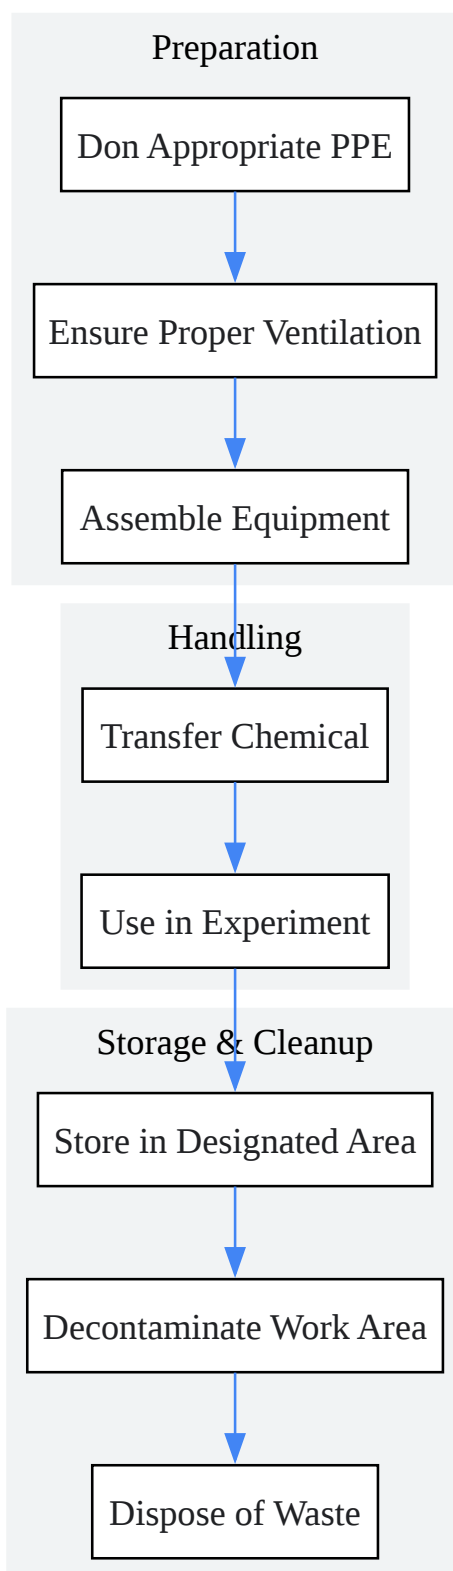 Preparation
Don Appropriate PPE
Ensure Proper Ventilation
Assemble Equipment
Handling
Transfer Chemical
Use in Experiment
Storage & Cleanup
Store in Designated Area
Decontaminate Work Area
Dispose of Waste